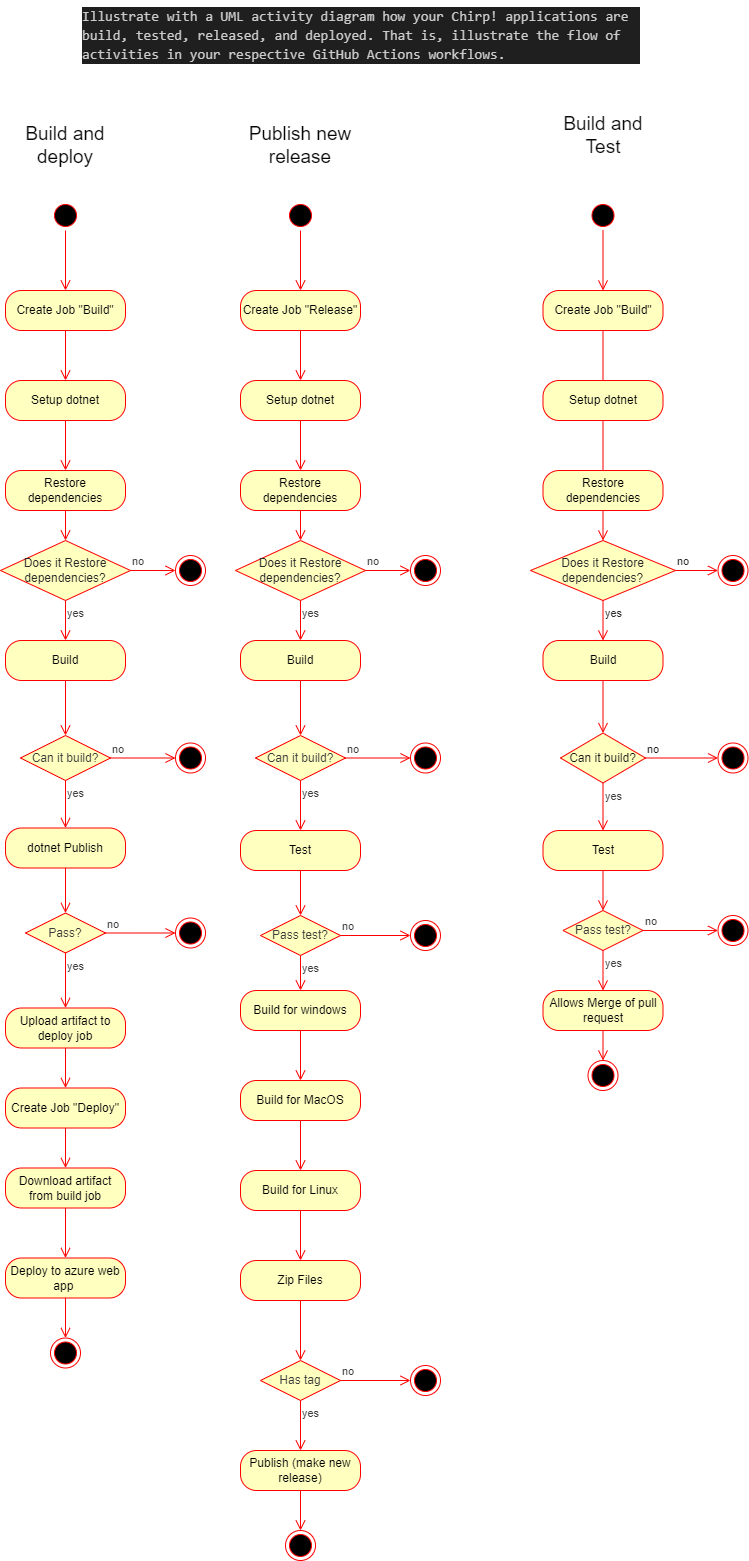 Illustrate with a UML activity diagram how your Chirp! applications are
build, tested, released, and deployed. That is, illustrate the flow of
activities in your respective GitHub Actions workflows.
Build and
deploy
Create Job "Build"
Setup dotnet
Restore
dependencies
Does it Restore
dependencies?
no
yes
Build
Can it build?
no
yes
dotnet Publish
Pass?
no
yes
Upload artifact to
deploy job
Create Job "Deploy"
Download artifact
from build job
Deploy to azure web
app
Publish new
release
Create Job "Release"
Setup dotnet
Restore
dependencies
Does it Restore
dependencies?
no
yes
Build
Can it build?
no
yes
Test
Pass test?
no
yes
Build for windows
Build for MacOS
Build for Linux
Zip Files
Has tag
no
yes
Publish (make new
release)
Build and
Test
Create Job "Build"
Setup dotnet
Restore
dependencies
Does it Restore
dependencies?
no
yes
Build
Can it build?
no
yes
Test
Pass test?
no
yes
Allows Merge of pull
request